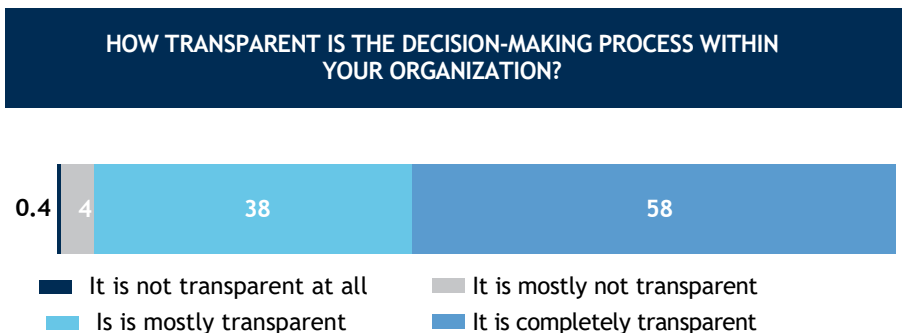 HOW TRANSPARENT IS THE DECISION-MAKING PROCESS WITHIN
YOUR ORGANIZATION?
0.4 4 38 58
It is not transparent at all It is mostly not transparent
Is is mostly transparent It is completely transparent